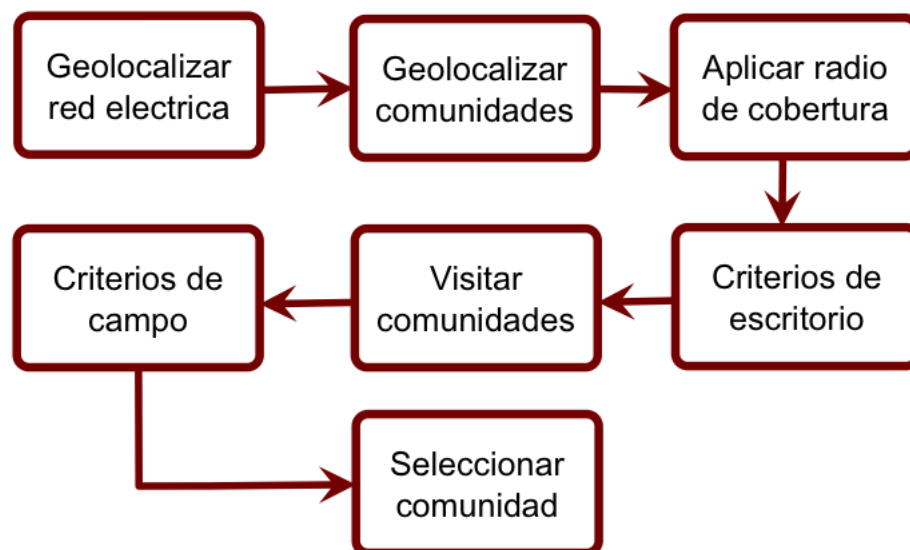 Geolocalizar
red electrica
Geolocalizar
comunidades
Aplicar radio
de cobertura
Criterios de
escritorio
Visitar
comunidades
Criterios de
campo
Seleccionar
comunidad